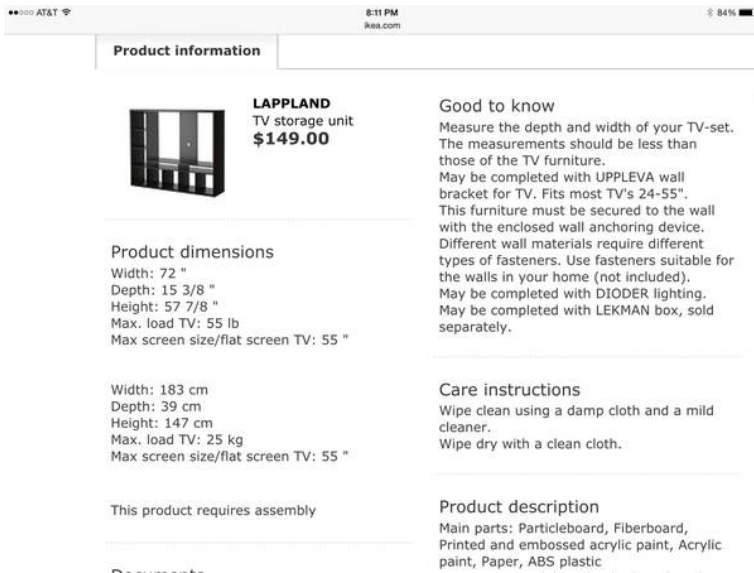 AT&T
8:11 PM
84%
ikea.com
Product information
LAPPLAND
TV storage unit
$149.00
Product dimensions
Width: 72 "
Depth: 15 3/8 "
Height: 57 7/8 "
Max. load TV: 55 lb
Max screen size/flat screen TV: 55 "
Width: 183 cm
Depth: 39 cm
Height: 147 cm
Max. load TV: 25 kg
Max screen size/flat screen TV: 55 "
This product requires assembly
Good to know
Measure the depth and width of your TV-set.
The measurements should be less than
those of the TV furniture.
May be completed with UPPLEVA wall
bracket for TV. Fits most TV's 24-55".
This furniture must be secured to the wall
with the enclosed wall anchoring device.
Different wall materials require different
types of fasteners. Use fasteners suitable for
the walls in your home (not included).
May be completed with DIODER lighting.
May be completed with LEKMAN box, sold
separately.
Care instructions
Wipe clean using a damp cloth and a mild
cleaner.
Wipe dry with a clean cloth.
Product description
Main parts: Particleboard, Fiberboard,
Printed and embossed acrylic paint, Acrylic
paint, Paper, ABS plastic